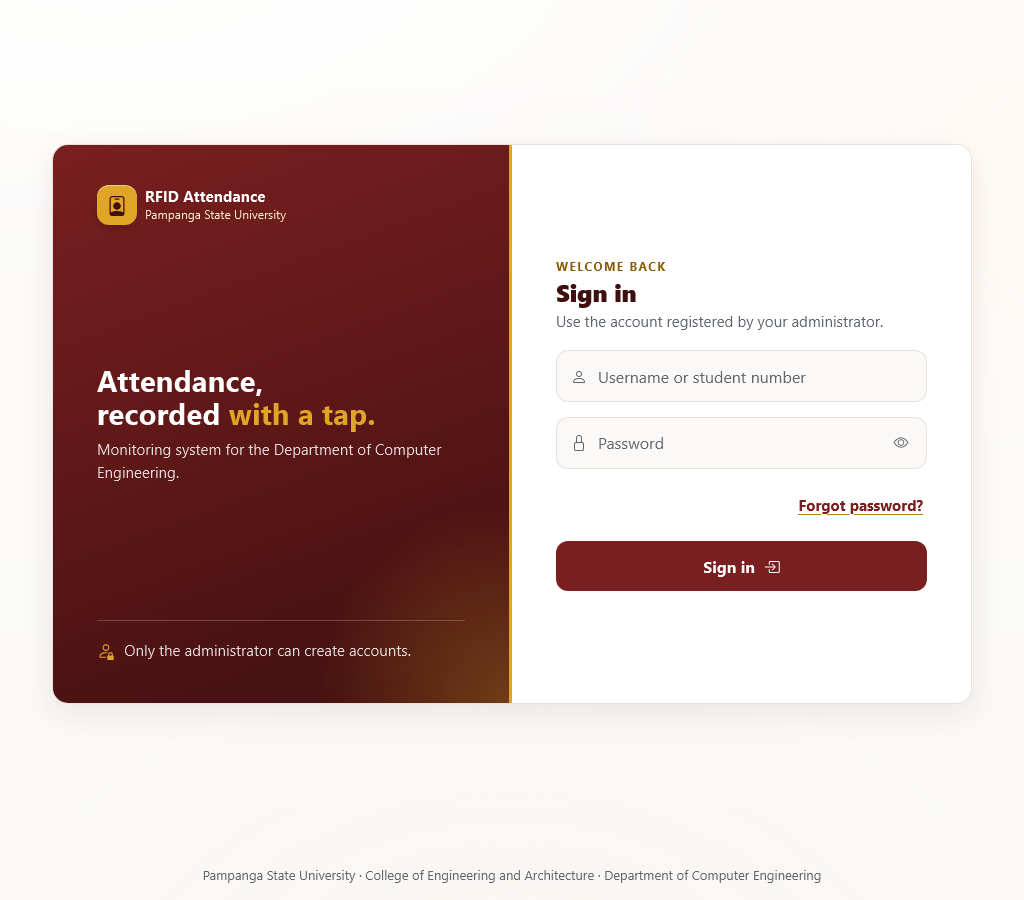 RFID Attendance
Pampanga State University
Attendance,
recorded with a tap.
Monitoring system for the Department of Computer
Engineering.
Only the administrator can create accounts.
WELCOME BACK
Sign in
Use the account registered by your administrator.
Username or student number
Password
Forgot password?
Sign in
Pampanga State University · College of Engineering and Architecture · Department of Computer Engineering